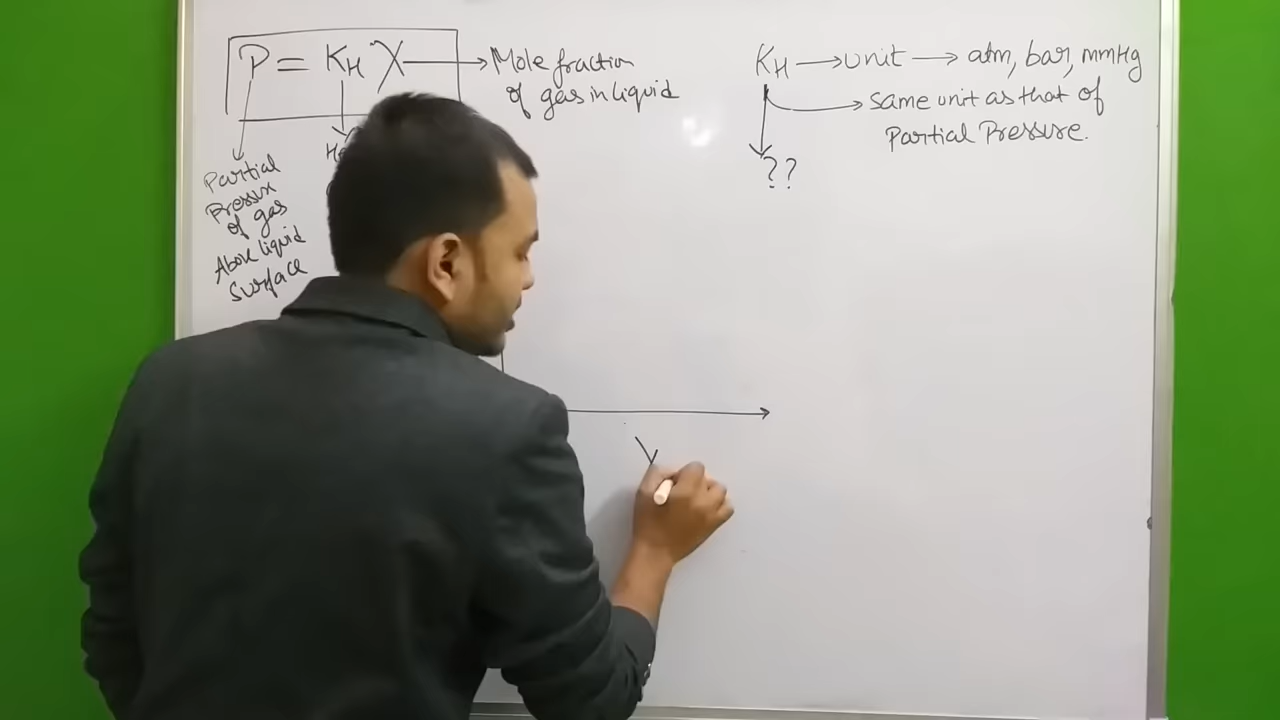 P = KH X → Mole fraction
of gas in liquid
Partial
Pressure
of gas
Above liquid
Surface
KH → unit → atm, bar, mmHg
→ same unit as that of
Partial Pressure.
??